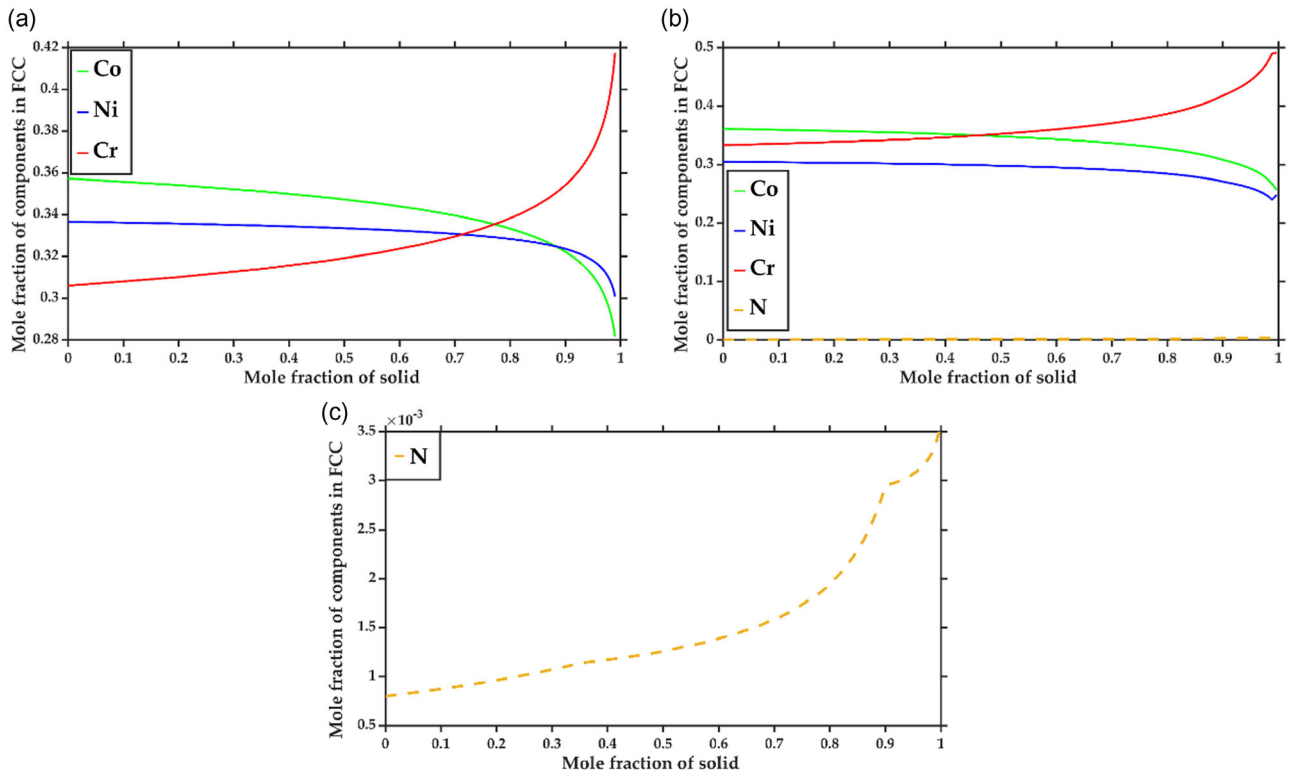 (a)
Mole fraction of components in FCC
0.42
0.4
0.38
0.36
0.34
0.32
0.3
0.28
Co
Ni
Cr
0 0.1 0.2 0.3 0.4 0.5 0.6 0.7 0.8 0.9 1
Mole fraction of solid
(b)
Mole fraction of components in FCC
0.5
0.4
0.3
0.2
0.1
0
Co
Ni
Cr
N
0 0.1 0.2 0.3 0.4 0.5 0.6 0.7 0.8 0.9 1
Mole fraction of solid
(c)
×10-3
Mole fraction of components in FCC
3.5
3
2.5
2
1.5
1
0.5
N
0 0.1 0.2 0.3 0.4 0.5 0.6 0.7 0.8 0.9 1
Mole fraction of solid